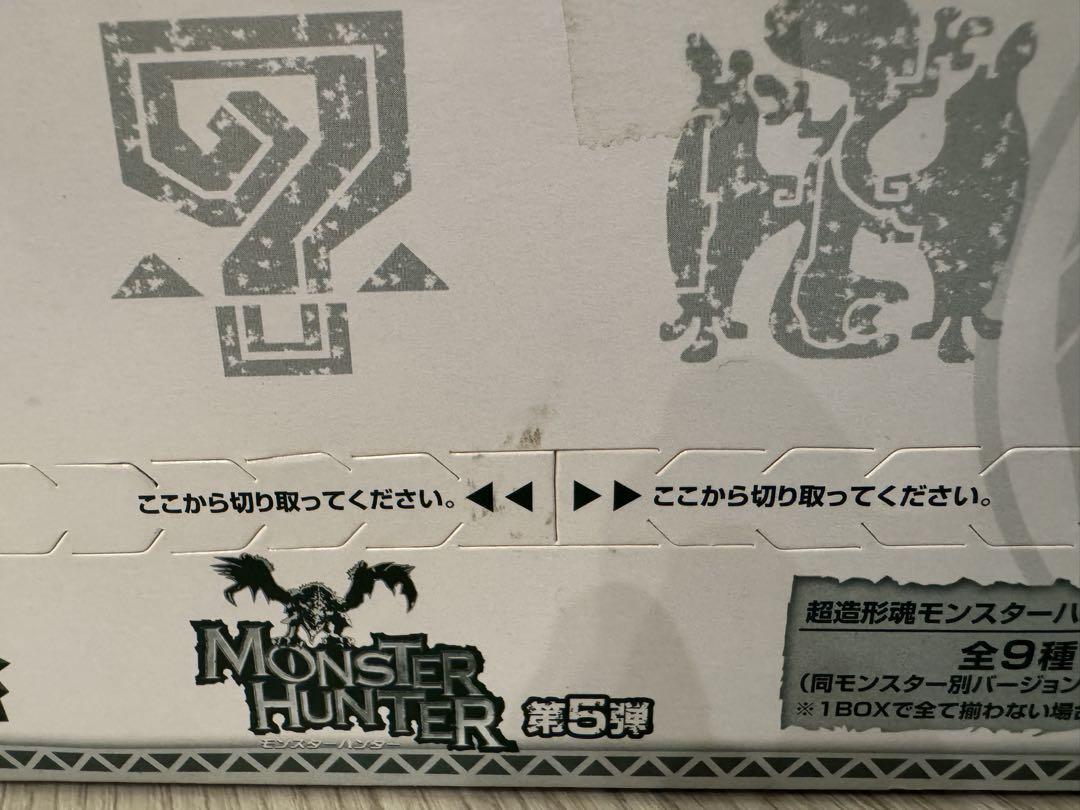 ここから切り取ってください。◀◀ ▶▶ここから切り取ってください。
MONSTER
HUNTER
モンスターハンター
第5弾
超造形魂モンスターハ
全9種
(同モンスター別バージョン
※1BOXで全て揃わない場合